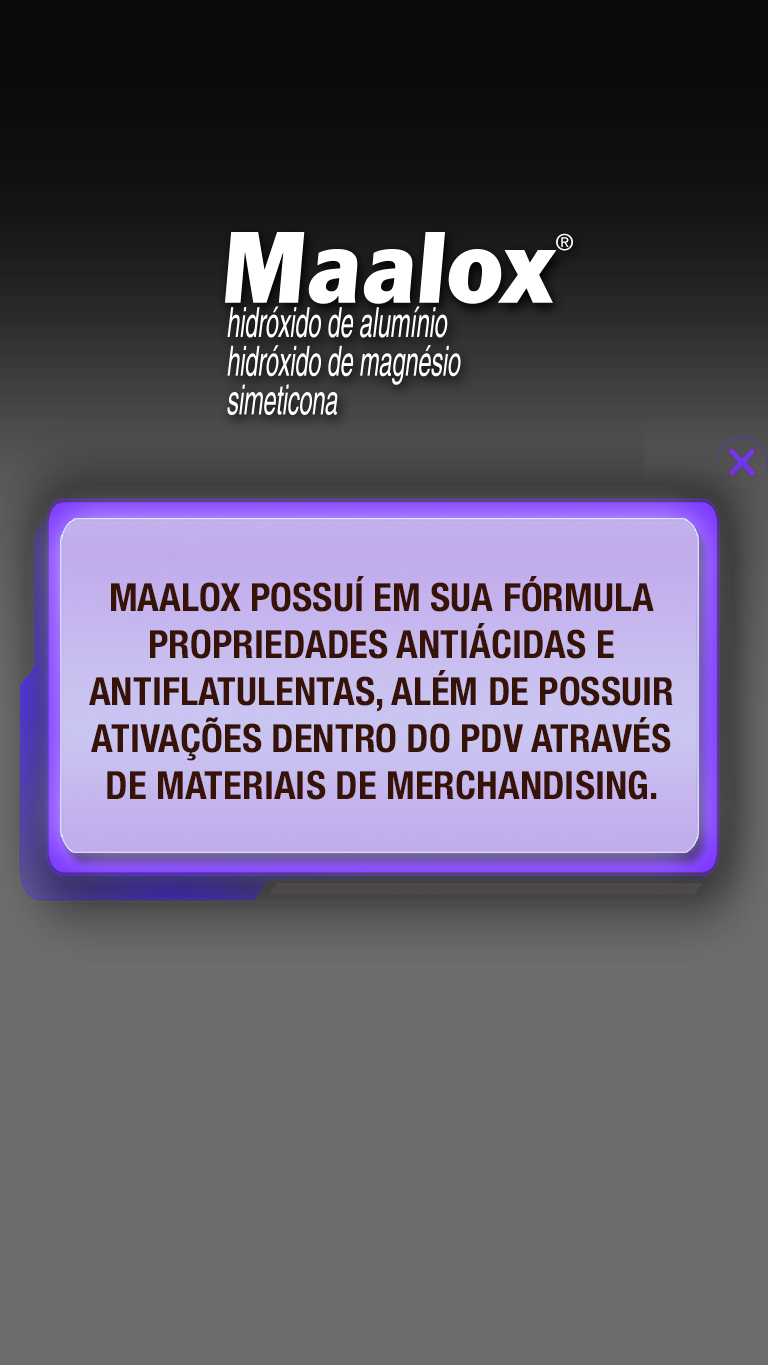 Maalox®
hidróxido de alumínio
hidróxido de magnésio
simeticona
MAALOX POSSUÍ EM SUA FÓRMULA
PROPRIEDADES ANTIÁCIDAS E
ANTIFLATULENTAS, ALÉM DE POSSUIR
ATIVAÇÕES DENTRO DO PDV ATRAVÉS
DE MATERIAIS DE MERCHANDISING.